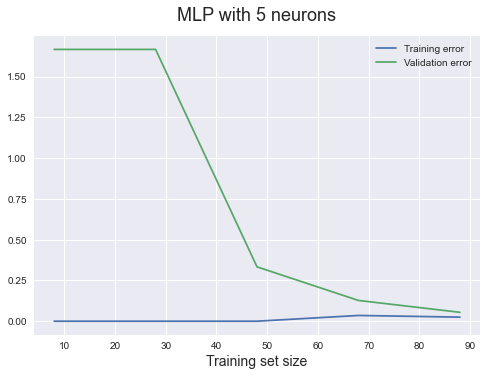 MLP with 5 neurons
Training error
Validation error
1.50
1.25
1.00
0.75
0.50
0.25
0.00
10 20 30 40 50 60 70 80 90
Training set size